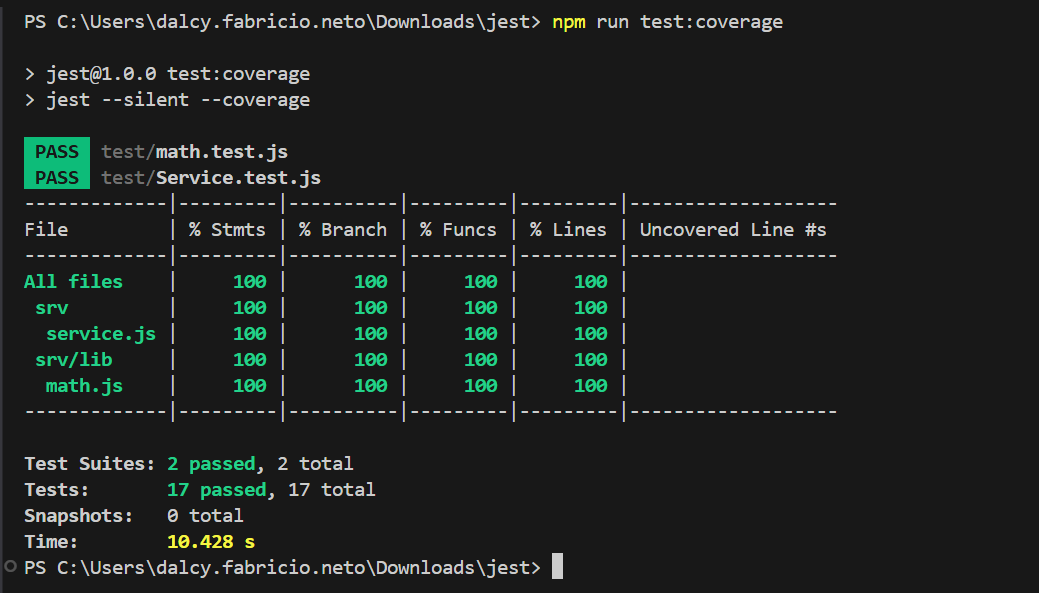 PS C:\Users\dalcy.fabricio.neto\Downloads\jest> npm run test:coverage
> jest@1.0.0 test:coverage
> jest --silent --coverage
PASS test/math.test.js
PASS test/Service.test.js
-------------|---------|----------|---------|---------|-------------------
File         | % Stmts | % Branch | % Funcs | % Lines | Uncovered Line #s
-------------|---------|----------|---------|---------|-------------------
All files    |     100 |      100 |     100 |     100 |
 srv         |     100 |      100 |     100 |     100 |
  service.js |     100 |      100 |     100 |     100 |
 srv/lib     |     100 |      100 |     100 |     100 |
  math.js    |     100 |      100 |     100 |     100 |
-------------|---------|----------|---------|---------|-------------------
Test Suites: 2 passed, 2 total
Tests:       17 passed, 17 total
Snapshots:   0 total
Time:        10.428 s
PS C:\Users\dalcy.fabricio.neto\Downloads\jest>